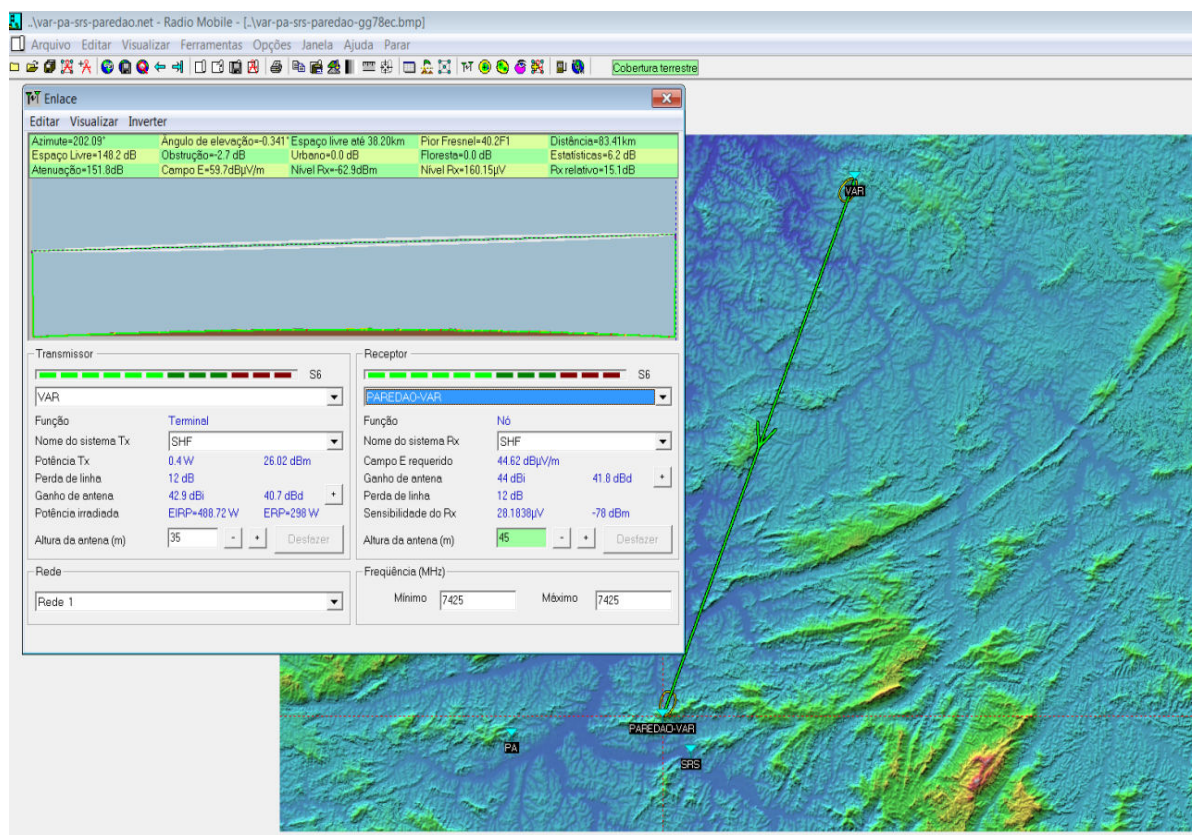 ..\var-pa-srs-paredao.net - Radio Mobile - [..\var-pa-srs-paredao-gg78ec.bmp]
Arquivo Editar Visualizar Ferramentas Opções Janela Ajuda Parar
Cobertura terrestre
Enlace
Editar Visualizar Inverter
Azimute=202.09° Ângulo de elevação=-0.341° Espaço livre até 38.20km Pior Fresnel=40.2F1 Distância=83.41km
Espaço Livre=148.2 dB Obstrução=-2.7 dB Urbano=0.0 dB Floresta=0.0 dB Estatísticas=6.2 dB
Atenuação=151.8dB Campo E=59.7dBµV/m Nível Rx=-62.9dBm Nível Rx=160.15µV Rx relativo=15.1dB
Transmissor Receptor
S6 S6
VAR PAREDAO-VAR
Função Terminal Função Nó
Nome do sistema Tx SHF Nome do sistema Rx SHF
Potência Tx 0.4 W 26.02 dBm Campo E requerido 44.62 dBµV/m
Perda de linha 12 dB Ganho de antena 44 dBi 41.8 dBd +
Ganho de antena 42.9 dBi 40.7 dBd + Perda de linha 12 dB
Potência irradiada EIRP=488.72 W ERP=298 W Sensibilidade do Rx 28.1838µV -78 dBm
Altura da antena (m) 35 - + Desfazer Altura da antena (m) 45 - + Desfazer
Rede Freqüência (MHz)
Rede 1 Mínimo 7425 Máximo 7425
VAR
PAREDAO-VAR
PA
SRS